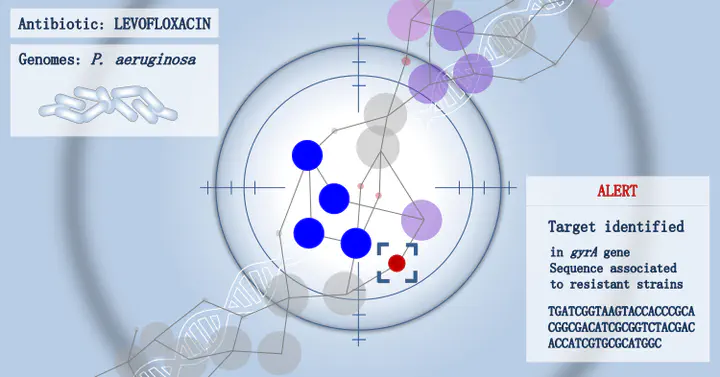 Antibiotic: LEVOFLOXACIN
Genomes: P. aeruginosa
ALERT
Target identified
in gyrA gene
Sequence associated
to resistant strains
TGATCGGTAAGTACCACCCGCA
CGGCGACATCGCGGTCTACGAC
ACCATCGTGCGCATGGC